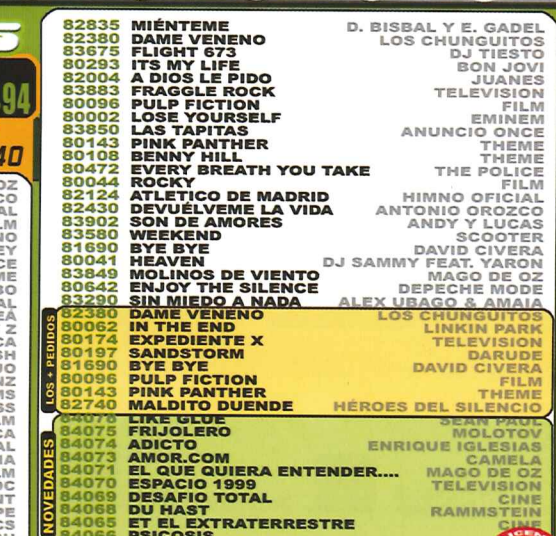 82835 MIÉNTEME D. BISBAL Y E. GADEL
82380 DAME VENENO LOS CHUNGUITOS
83675 FLIGHT 673 DJ TIESTO
80293 ITS MY LIFE BON JOVI
82004 A DIOS LE PIDO JUANES
83883 FRAGGLE ROCK TELEVISION
80096 PULP FICTION FILM
80002 LOSE YOURSELF EMINEM
83850 LAS TAPITAS ANUNCIO ONCE
80143 PINK PANTHER THEME
80108 BENNY HILL THEME
80472 EVERY BREATH YOU TAKE THE POLICE
80044 ROCKY FILM
82124 ATLETICO DE MADRID HIMNO OFICIAL
82430 DEVUÉLVEME LA VIDA ANTONIO OROZCO
83902 SON DE AMORES ANDY Y LUCAS
83580 WEEKEND SCOOTER
81690 BYE BYE DAVID CIVERA
80041 HEAVEN DJ SAMMY FEAT. YARON
83849 MOLINOS DE VIENTO MAGO DE OZ
80642 ENJOY THE SILENCE DEPECHE MODE
83290 SIN MIEDO A NADA ALEX UBAGO & AMAIA
LOS + PEDIDOS
82380 DAME VENENO LOS CHUNGUITOS
80062 IN THE END LINKIN PARK
80174 EXPEDIENTE X TELEVISION
80197 SANDSTORM DARUDE
81690 BYE BYE DAVID CIVERA
80096 PULP FICTION FILM
80143 PINK PANTHER THEME
82740 MALDITO DUENDE HÉROES DEL SILENCIO
NOVEDADES
84078 LIKE GLUE SEAN PAUL
84075 FRIJOLERO MOLOTOV
84074 ADICTO ENRIQUE IGLESIAS
84073 AMOR.COM CAMELA
84071 EL QUE QUIERA ENTENDER.... MAGO DE OZ
84070 ESPACIO 1999 TELEVISION
84069 DESAFIO TOTAL CINE
84068 DU HAST RAMMSTEIN
84065 ET EL EXTRATERRESTRE CINE
84066 PSICOSIS
94
40